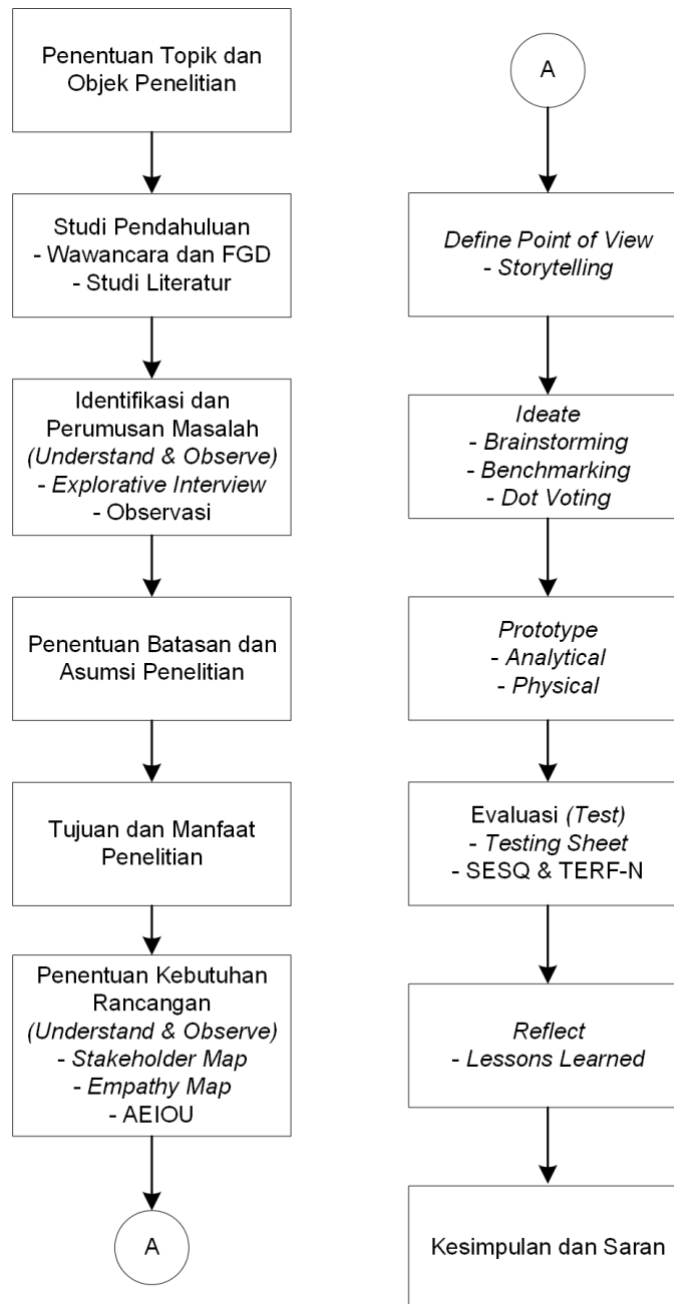 Penentuan Topik dan
Objek Penelitian
Studi Pendahuluan
- Wawancara dan FGD
- Studi Literatur
Identifikasi dan
Perumusan Masalah
(Understand & Observe)
- Explorative Interview
- Observasi
Penentuan Batasan dan
Asumsi Penelitian
Tujuan dan Manfaat
Penelitian
Penentuan Kebutuhan
Rancangan
(Understand & Observe)
- Stakeholder Map
- Empathy Map
- AEIOU
A
A
Define Point of View
- Storytelling
Ideate
- Brainstorming
- Benchmarking
- Dot Voting
Prototype
- Analytical
- Physical
Evaluasi (Test)
- Testing Sheet
- SESQ & TERF-N
Reflect
- Lessons Learned
Kesimpulan dan Saran